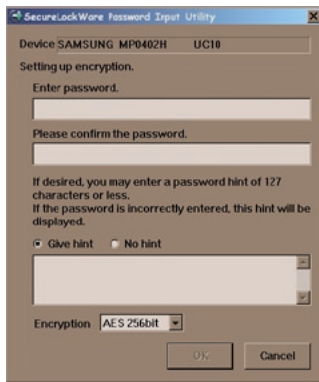 SecureLockWare Password Input Utility
Device SAMSUNG MP0402H UC10
Setting up encryption.
Enter password.
Please confirm the password.
If desired, you may enter a password hint of 127
characters or less.
If the password is incorrectly entered, this hint will be
displayed.
Give hint No hint
Encryption AES 256bit
OK Cancel